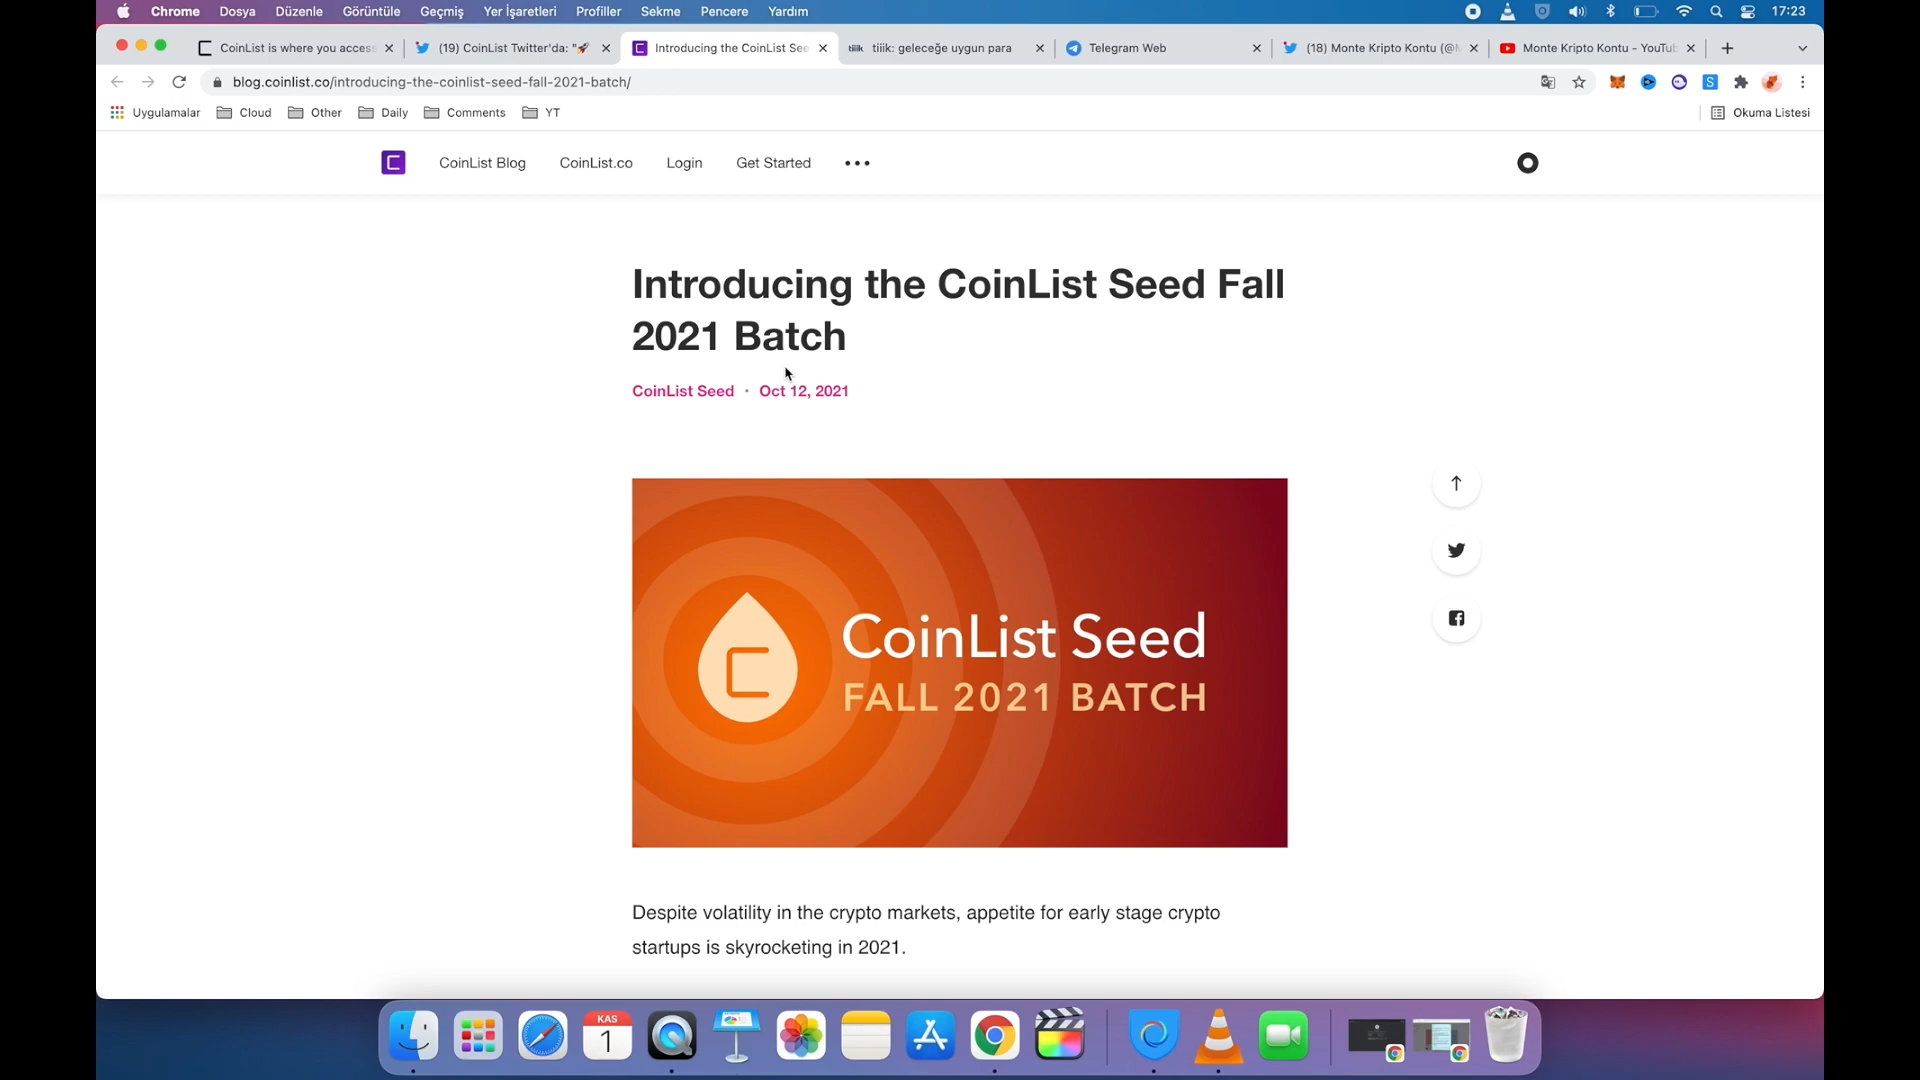 Chrome Dosya Düzenle Görüntüle Geçmiş Yer İşaretleri Profiller Sekme Pencere Yardım 17:23
CoinList is where you access (19) CoinList Twitter'da: "🚀 Introducing the CoinList See tiiik tiiik: geleceğe uygun para Telegram Web (18) Monte Kripto Kontu (@M Monte Kripto Kontu - YouTub
blog.coinlist.co/introducing-the-coinlist-seed-fall-2021-batch/
Uygulamalar Cloud Other Daily Comments YT Okuma Listesi
CoinList Blog CoinList.co Login Get Started •••
Introducing the CoinList Seed Fall
2021 Batch
CoinList Seed · Oct 12, 2021
CoinList Seed
FALL 2021 BATCH
Despite volatility in the crypto markets, appetite for early stage crypto
startups is skyrocketing in 2021.
KAS
1